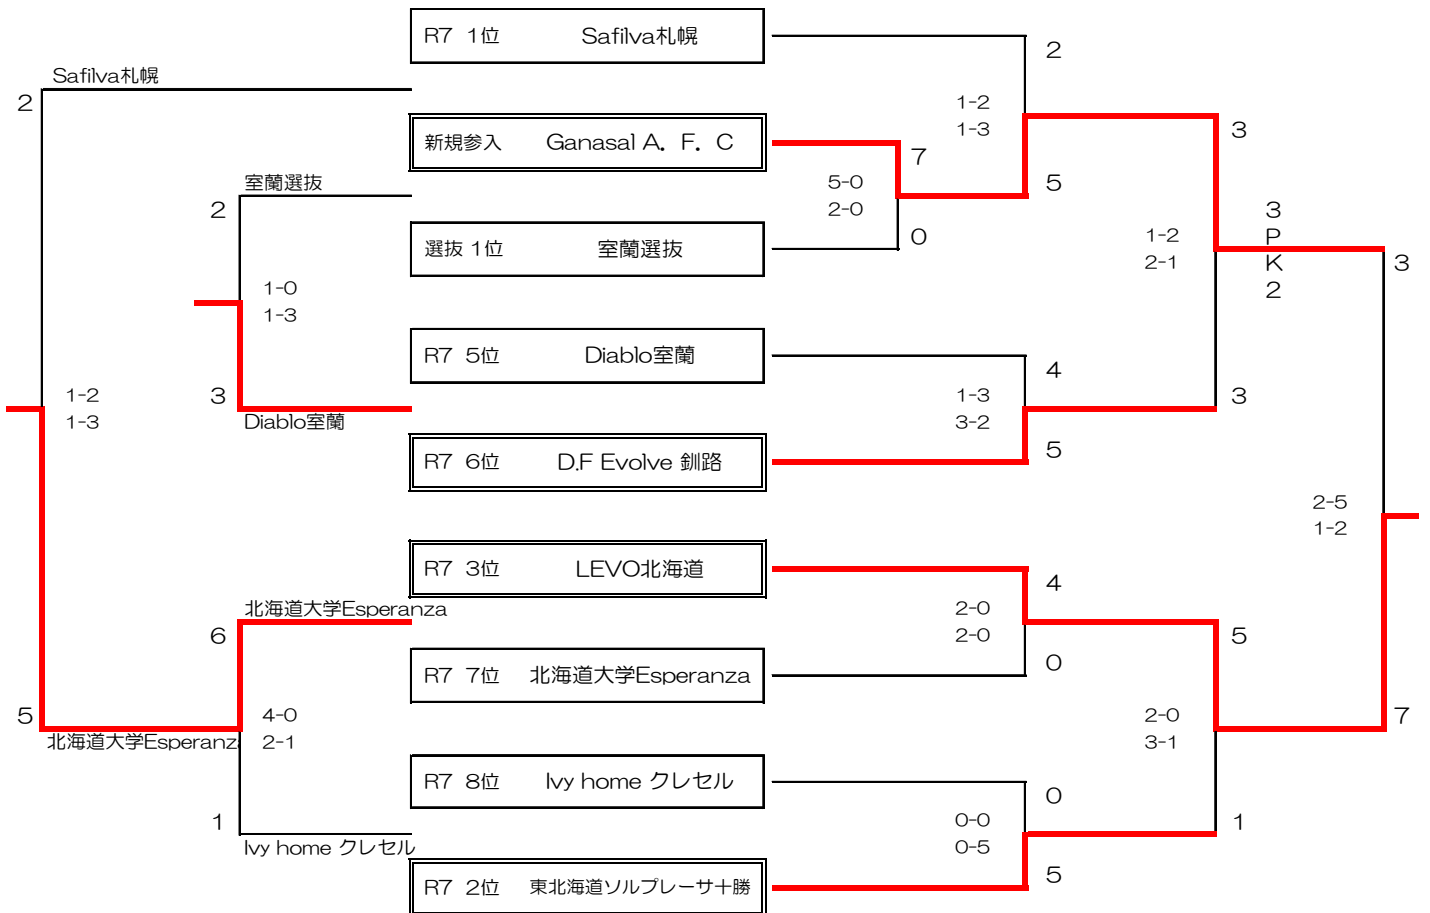 R7 1位 Safilva札幌
2
Safilva札幌
2
1-2
1-3
新規参入 Ganasal A. F. C
7
3
室蘭選抜
2
5-0
2-0
5
選抜 1位 室蘭選抜
0
1-2
2-1
3
P
K
2
3
1-0
1-3
R7 5位 Diablo室蘭
4
1-2
1-3
3
Diablo室蘭
1-3
3-2
3
R7 6位 D.F Evolve 釧路
5
2-5
1-2
R7 3位 LEVO北海道
4
北海道大学Esperanza
6
2-0
2-0
5
R7 7位 北海道大学Esperanza
0
5
北海道大学Esperanz
4-0
2-1
2-0
3-1
7
R7 8位 Ivy home クレセル
0
1
Ivy home クレセル
0-0
0-5
1
R7 2位 東北海道ソルプレーサ十勝
5